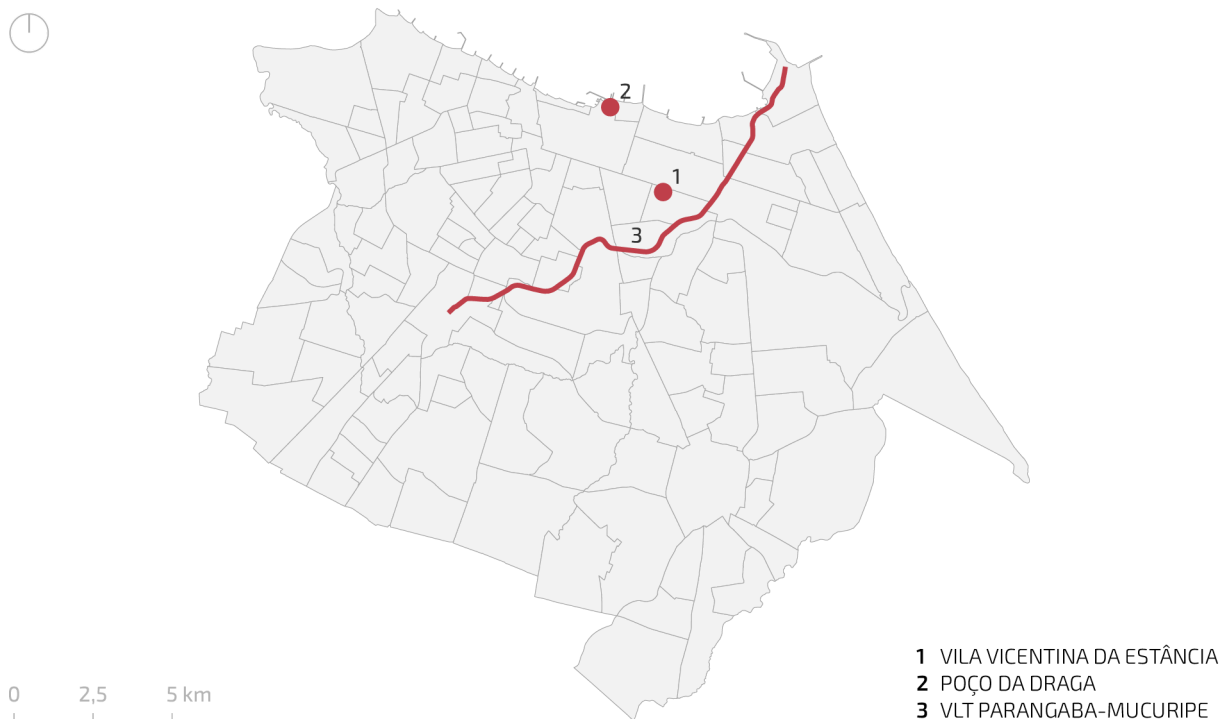 2
1
3
1 VILA VICENTINA DA ESTÂNCIA
2 POÇO DA DRAGA
3 VLT PARANGABA-MUCURIPE
0 2,5 5 km